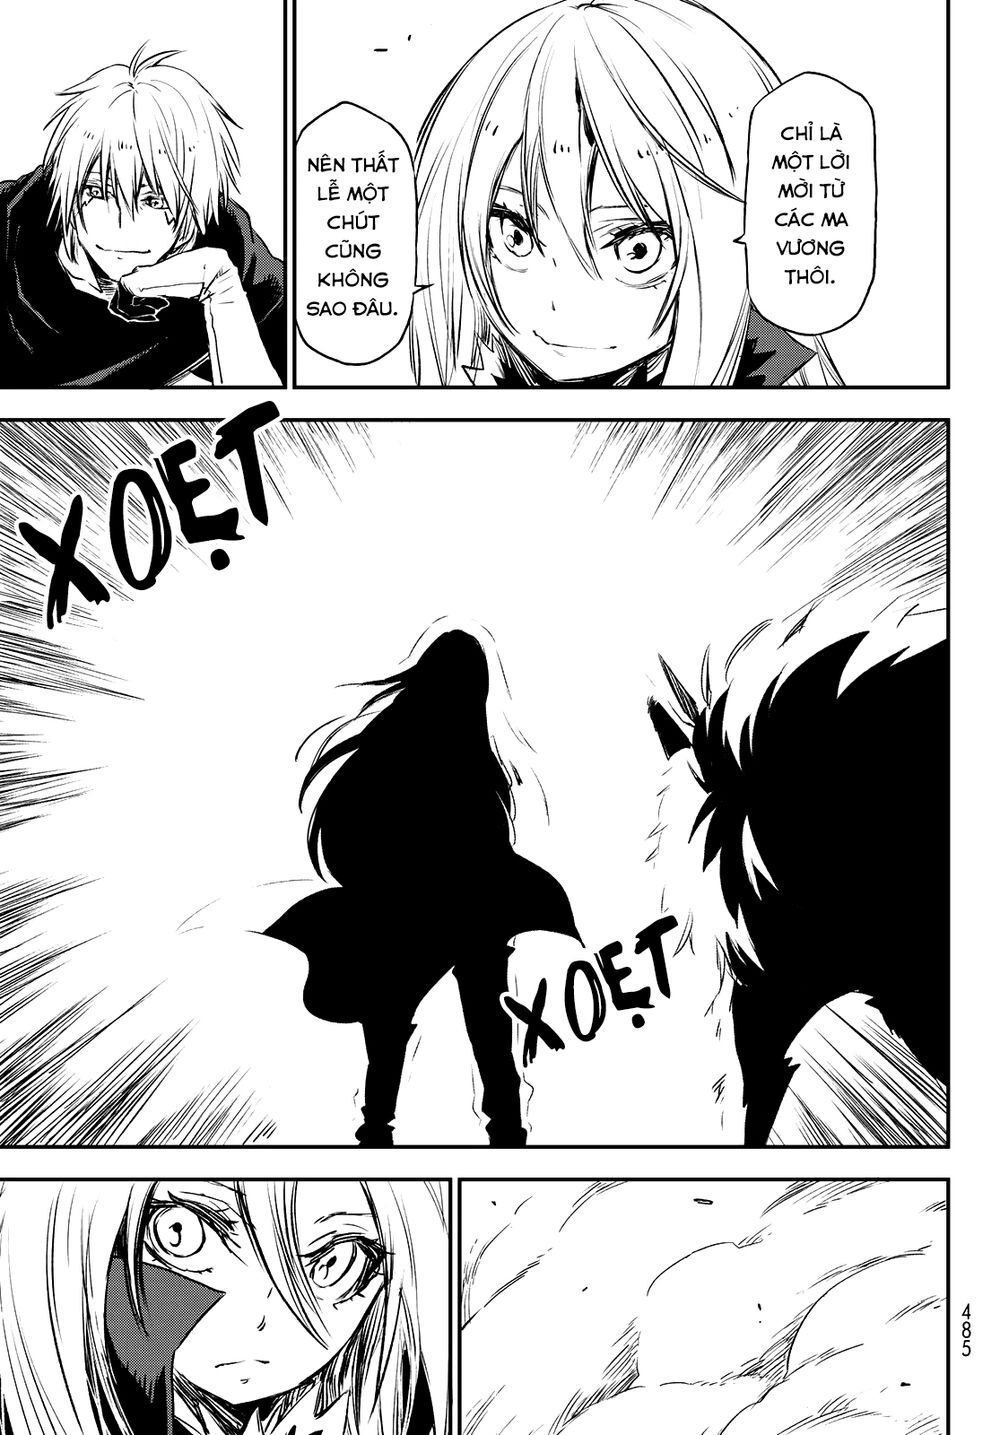 CHỈ LÀ
MỘT LỜI
MỜI TỪ
CÁC MA
VƯƠNG
THÔI.
NÊN THẤT
LỄ MỘT
CHÚT
CŨNG
KHÔNG
SAO ĐÂU.
XOẸT
XOẸT
485